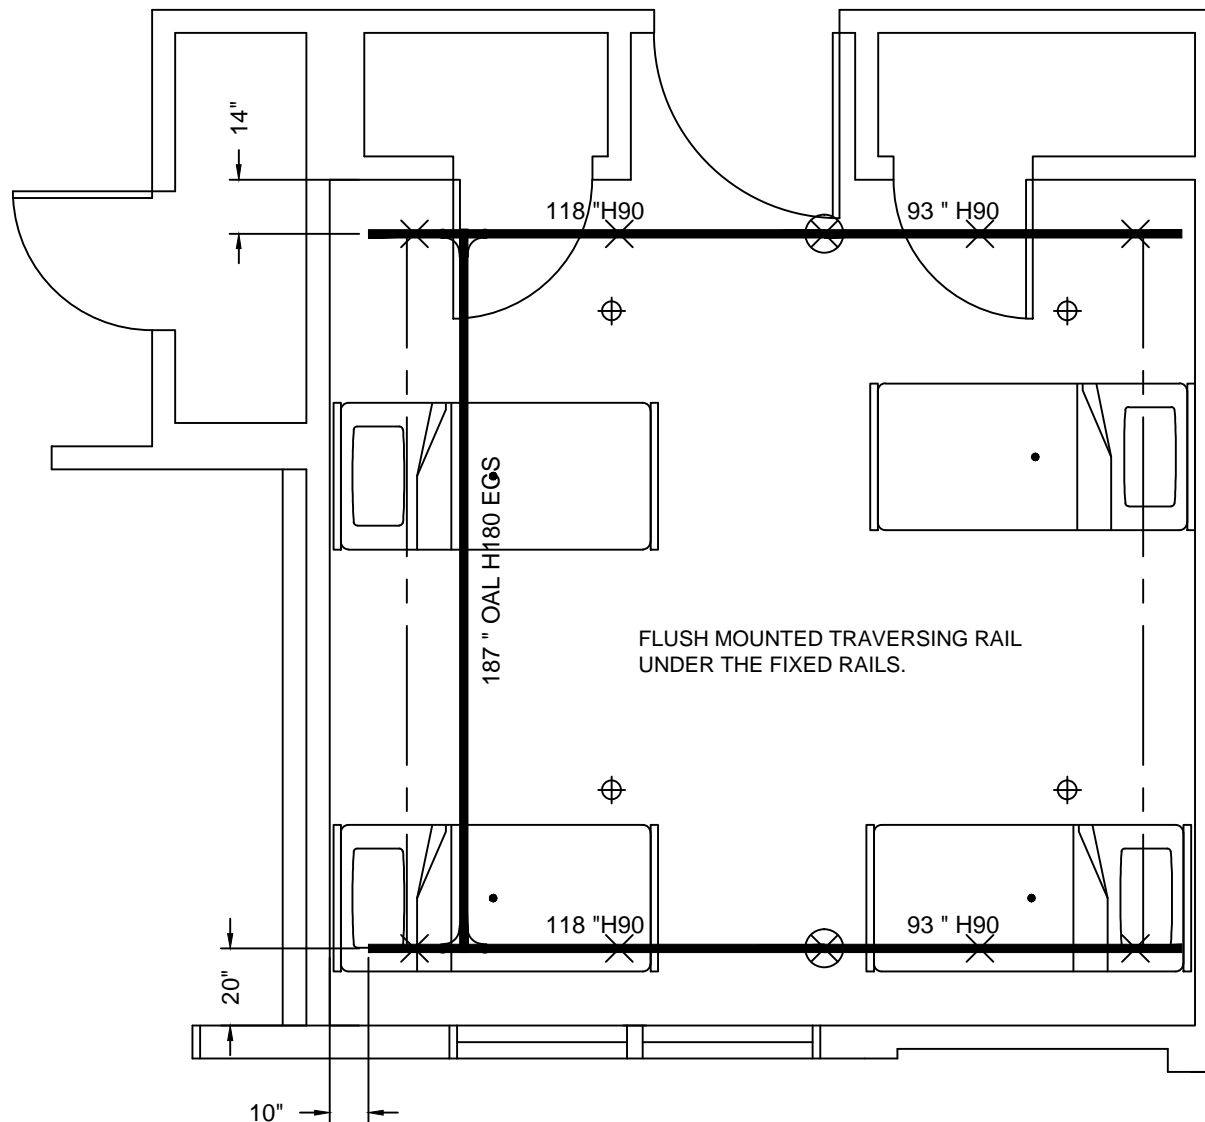 14"
118 "H90
93 " H90
187 " OAL H180 EGS
FLUSH MOUNTED TRAVERSING RAIL
UNDER THE FIXED RAILS.
118 "H90
93 " H90
20"
10"